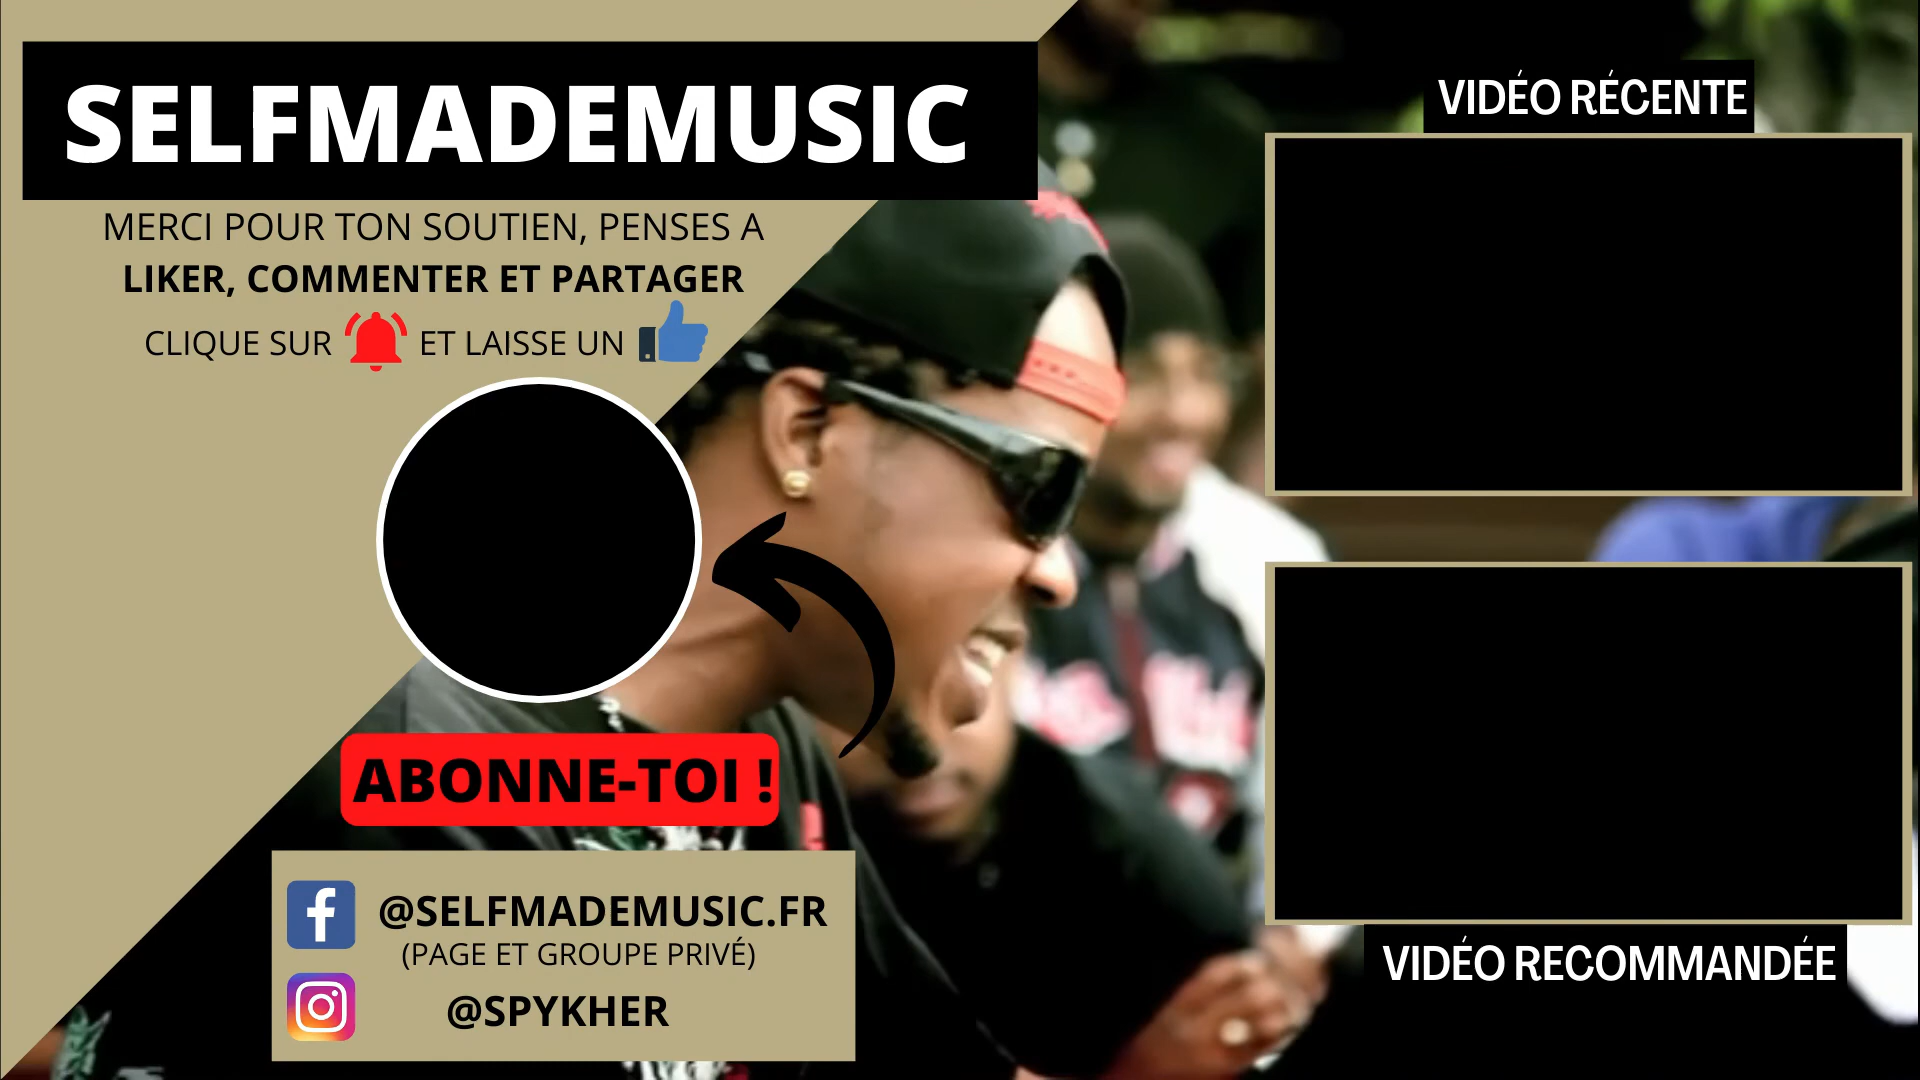 SELFMADEMUSIC
MERCI POUR TON SOUTIEN, PENSES A
LIKER, COMMENTER ET PARTAGER
CLIQUE SUR ET LAISSE UN
ABONNE-TOI !
@SELFMADEMUSIC.FR
(PAGE ET GROUPE PRIVÉ)
@SPYKHER
VIDÉO RÉCENTE
VIDÉO RECOMMANDÉE